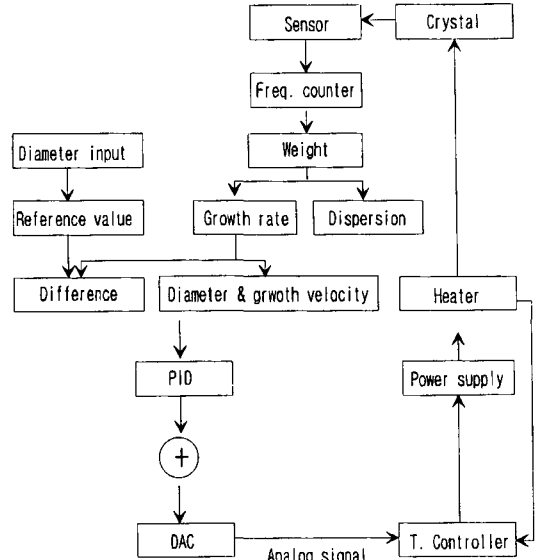 Sensor
Crystal
Freq. counter
Diameter input
Weight
Reference value
Growth rate
Dispersion
Difference
Diameter & grwoth velocity
Heater
PID
Power supply
+
DAC
Analog signal
T. Controller